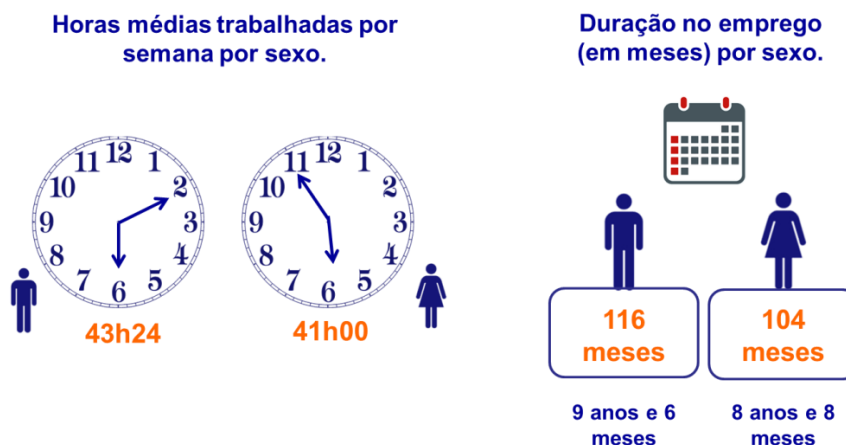 Horas médias trabalhadas por
semana por sexo.
Duração no emprego
(em meses) por sexo.
12
11
1
10
2
9
3
8
4
7
5
6
12
11
1
10
2
9
3
8
4
7
5
6
43h24
41h00
116
meses
104
meses
9 anos e 6
meses
8 anos e 8
meses